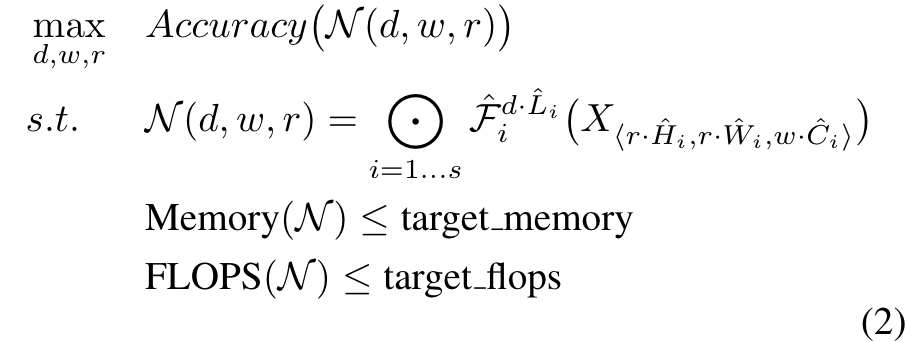 max Accuracy(𝒩(d, w, r))
d,w,r
s.t. 𝒩(d, w, r) = ⨀ ℱ̂ᵢ^{d·L̂ᵢ}(X_{⟨r·Ĥᵢ,r·Ŵᵢ,w·Ĉᵢ⟩})
i=1...s
Memory(𝒩) ≤ target_memory
FLOPS(𝒩) ≤ target_flops
(2)